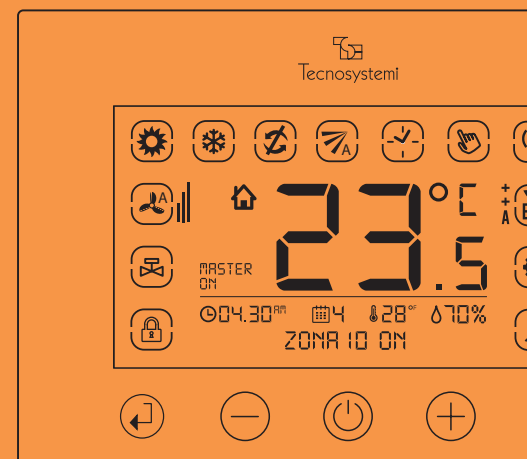 Tecnosystemi
A
A
23.5°C
+
+
A
MASTER
ON
04.30AM 4 28°F 70%
ZONA 10 ON